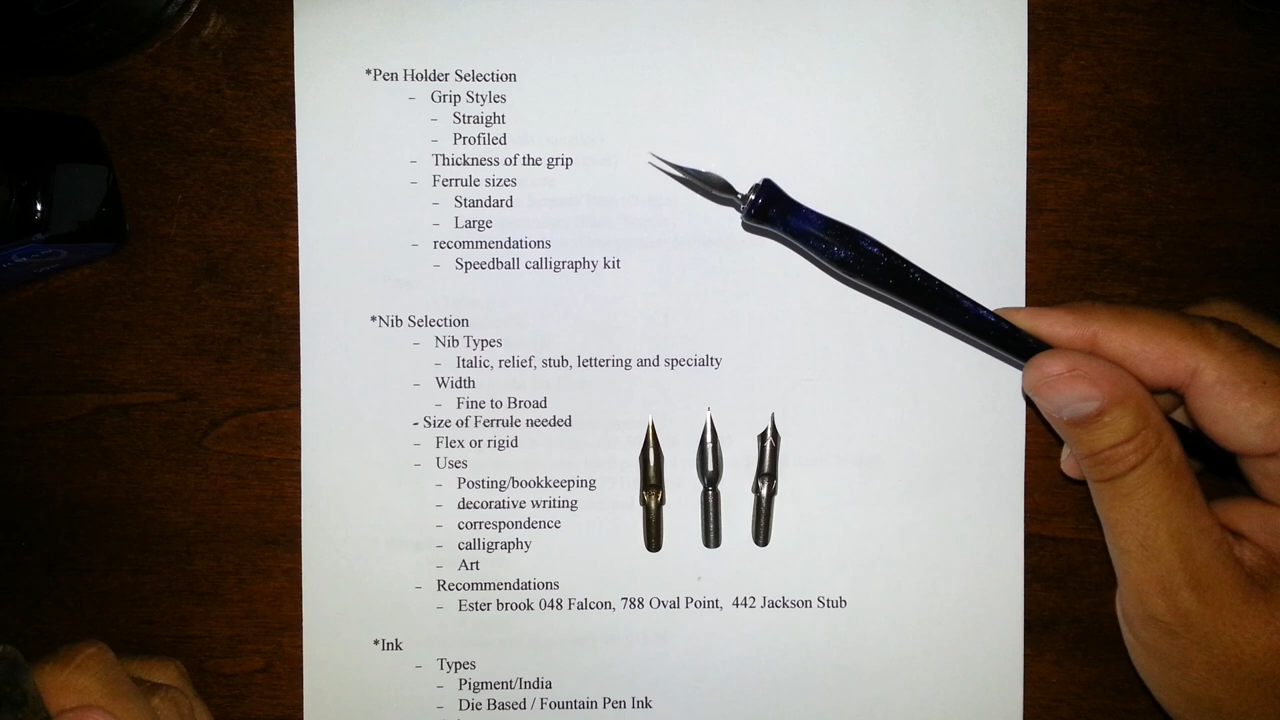 *Pen Holder Selection
- Grip Styles
- Straight
- Profiled
- Thickness of the grip
- Ferrule sizes
- Standard
- Large
- recommendations
- Speedball calligraphy kit
*Nib Selection
- Nib Types
- Italic, relief, stub, lettering and specialty
- Width
- Fine to Broad
- Size of Ferrule needed
- Flex or rigid
- Uses
- Posting/bookkeeping
- decorative writing
- correspondence
- calligraphy
- Art
- Recommendations
- Ester brook 048 Falcon, 788 Oval Point, 442 Jackson Stub
*Ink
- Types
- Pigment/India
- Die Based / Fountain Pen Ink